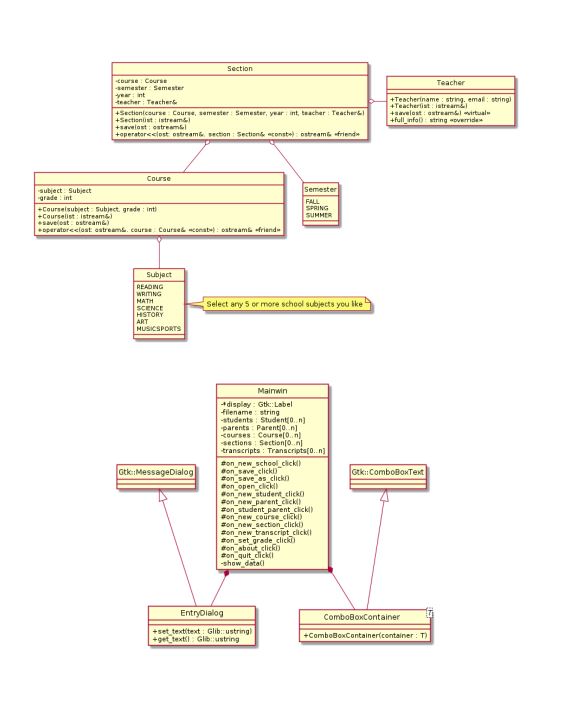 Section
-course : Course
-semester : Semester
-year : int
-teacher : Teacher&
+Section(course : Course, semester : Semester, year : int, teacher : Teacher&)
+Section(ist : istream&)
+save(ost : ostream&)
+operator<<(ost: ostream&, section : Section& «const») : ostream& «friend»
Teacher
+Teacher(name : string, email : string)
+Teacher(ist : istream&)
+save(ost : ostream&) «virtual»
+full_info() : string «override»
Course
-subject : Subject
-grade : int
+Course(subject : Subject, grade : int)
+Course(ist : istream&)
+save(ost : ostream&)
+operator<<(ost: ostream&, course : Course& «const») : ostream& «friend»
Semester
FALL
SPRING
SUMMER
Subject
READING
WRITING
MATH
SCIENCE
HISTORY
ART
MUSICSPORTS
Select any 5 or more school subjects you like
Mainwin
-*display : Gtk::Label
-filename : string
-students : Student[0..n]
-parents : Parent[0..n]
-courses : Course[0..n]
-sections : Section[0..n]
-transcripts : Transcripts[0..n]
#on_new_school_click()
#on_save_click()
#on_save_as_click()
#on_open_click()
#on_new_student_click()
#on_new_parent_click()
#on_student_parent_click()
#on_new_course_click()
#on_new_section_click()
#on_new_transcript_click()
#on_set_grade_click()
#on_about_click()
#on_quit_click()
-show_data()
Gtk::MessageDialog
Gtk::ComboBoxText
EntryDialog
+set_text(text : Glib::ustring)
+get_text() : Glib::ustring
T
ComboBoxContainer
+ComboBoxContainer(container : T)